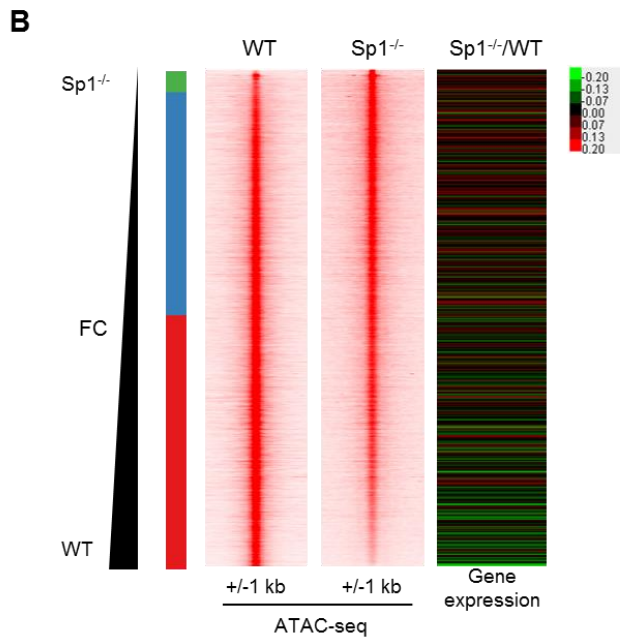 B
WT
Sp1-/-
Sp1-/-/WT
Sp1-/-
FC
WT
-0.20
-0.13
-0.07
0.00
0.07
0.13
0.20
+/-1 kb
+/-1 kb
ATAC-seq
Gene
expression